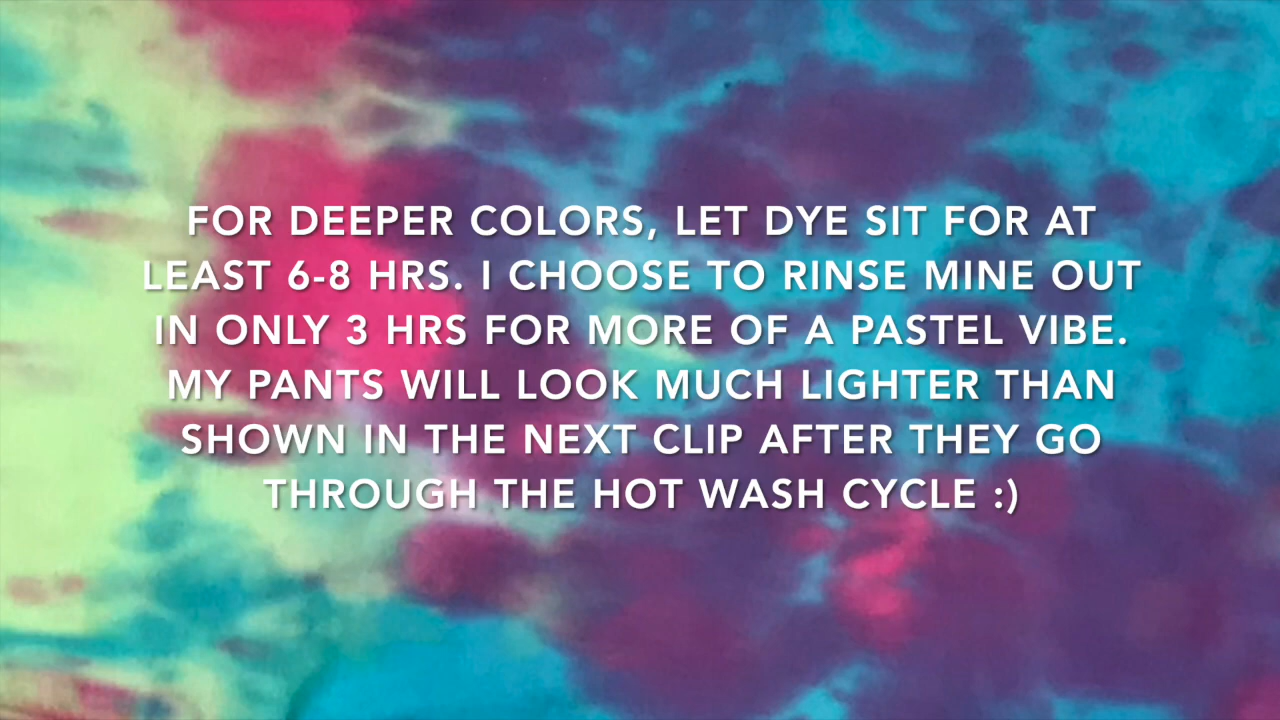 FOR DEEPER COLORS, LET DYE SIT FOR AT
LEAST 6-8 HRS. I CHOOSE TO RINSE MINE OUT
IN ONLY 3 HRS FOR MORE OF A PASTEL VIBE.
MY PANTS WILL LOOK MUCH LIGHTER THAN
SHOWN IN THE NEXT CLIP AFTER THEY GO
THROUGH THE HOT WASH CYCLE :)